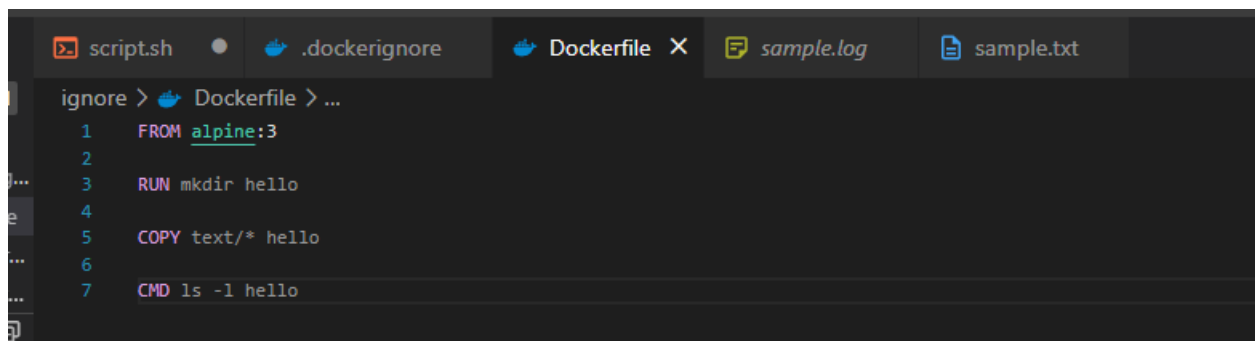 script.sh .dockerignore Dockerfile sample.log sample.txt
ignore > Dockerfile > ...
1 FROM alpine:3
2
3 RUN mkdir hello
4
5 COPY text/* hello
6
7 CMD ls -l hello